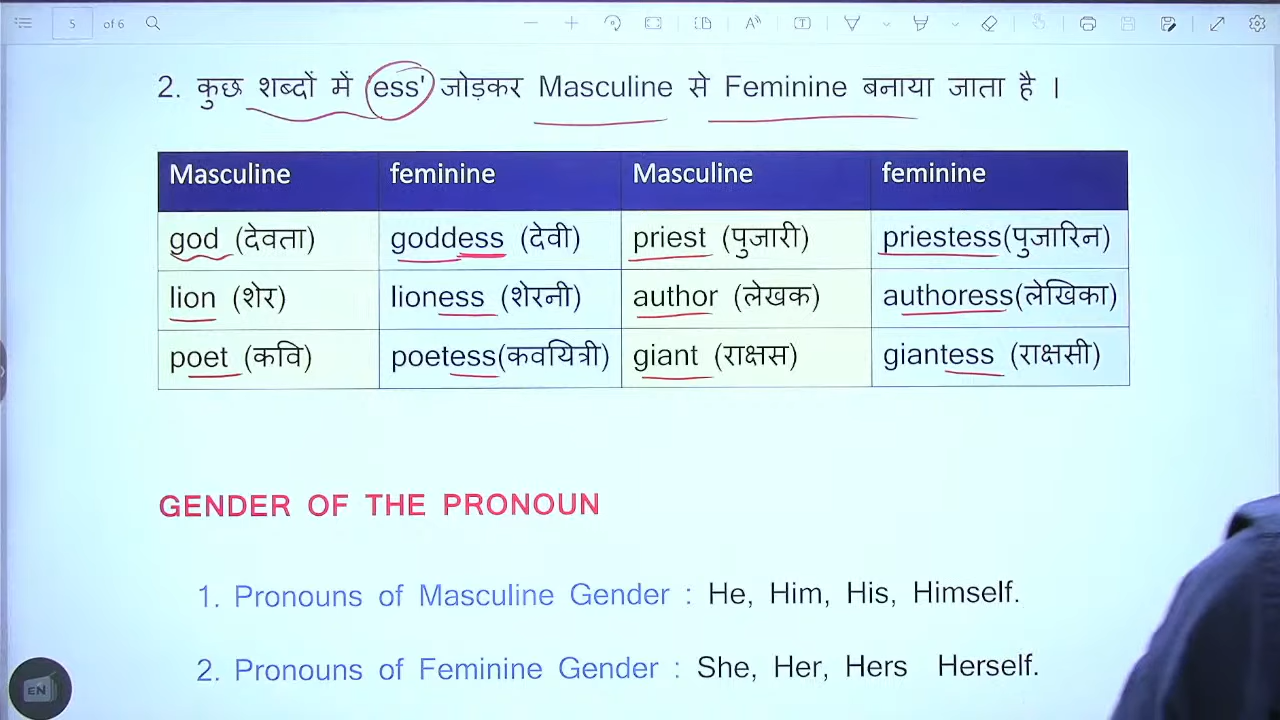 5 of 6
2. कुछ शब्दों में ess' जोड़कर Masculine से Feminine बनाया जाता है ।
Masculine feminine Masculine feminine
god (देवता) goddess (देवी) priest (पुजारी) priestess(पुजारिन)
lion (शेर) lioness (शेरनी) author (लेखक) authoress(लेखिका)
poet (कवि) poetess(कवयित्री) giant (राक्षस) giantess (राक्षसी)
GENDER OF THE PRONOUN
1. Pronouns of Masculine Gender : He, Him, His, Himself.
2. Pronouns of Feminine Gender : She, Her, Hers Herself.
EN